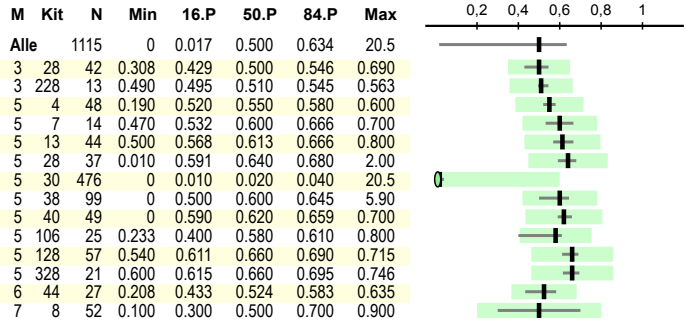 M Kit N Min 16.P 50.P 84.P Max 0,2 0,4 0,6 0,8 1
Alle 1115 0 0.017 0.500 0.634 20.5
3 28 42 0.308 0.429 0.500 0.546 0.690
3 228 13 0.490 0.495 0.510 0.545 0.563
5 4 48 0.190 0.520 0.550 0.580 0.600
5 7 14 0.470 0.532 0.600 0.666 0.700
5 13 44 0.500 0.568 0.613 0.666 0.800
5 28 37 0.010 0.591 0.640 0.680 2.00
5 30 476 0 0.010 0.020 0.040 20.5
5 38 99 0 0.500 0.600 0.645 5.90
5 40 49 0 0.590 0.620 0.659 0.700
5 106 25 0.233 0.400 0.580 0.610 0.800
5 128 57 0.540 0.611 0.660 0.690 0.715
5 328 21 0.600 0.615 0.660 0.695 0.746
6 44 27 0.208 0.433 0.524 0.583 0.635
7 8 52 0.100 0.300 0.500 0.700 0.900